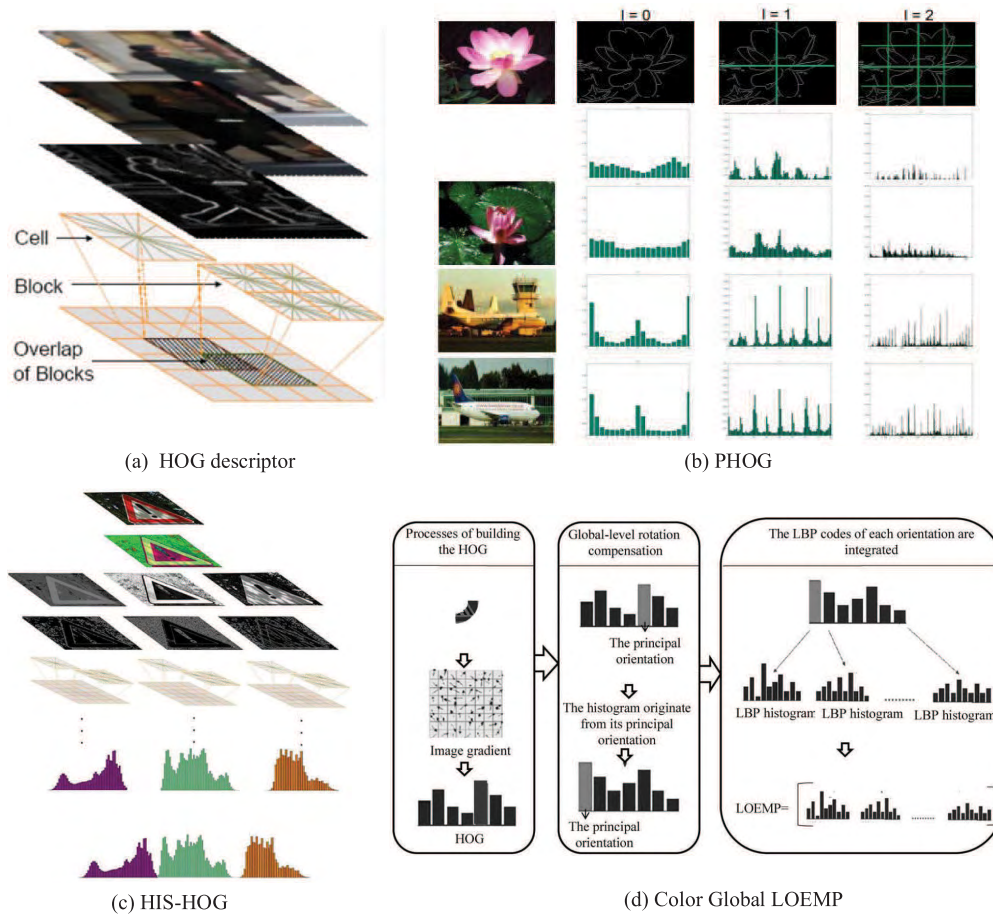 l = 0
l = 1
l = 2
Cell
Block
Overlap
of Blocks
(a) HOG descriptor
(b) PHOG
(c) HIS-HOG
Processes of building
the HOG
Image gradient
HOG
Global-level rotation
compensation
The principal
orientation
The histogram originate
from its principal
orientation
The principal
orientation
The LBP codes of each orientation are
integrated
LBP histogram
LBP histogram
LBP histogram
LOEMP=
(d) Color Global LOEMP